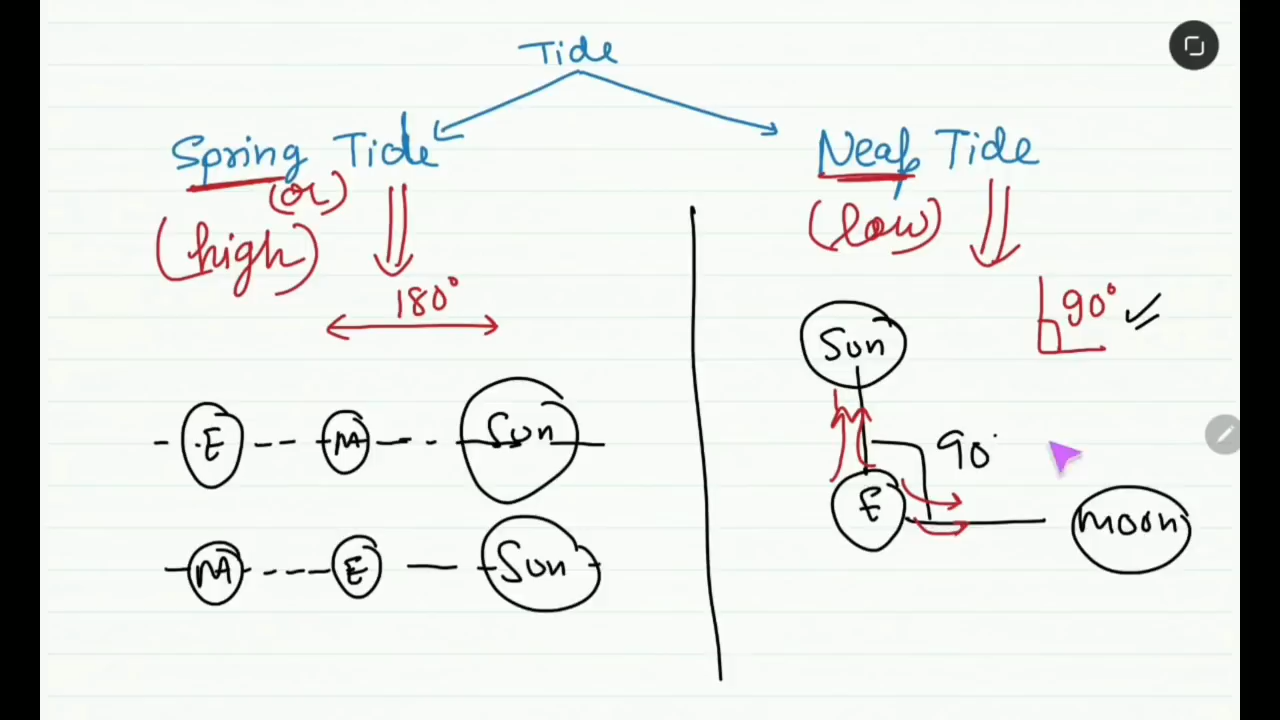 Tide
Spring Tide
(or)
(high)
180°
E M Sun
M E Sun
Neap Tide
(low)
90°
Sun
90°
E
moon